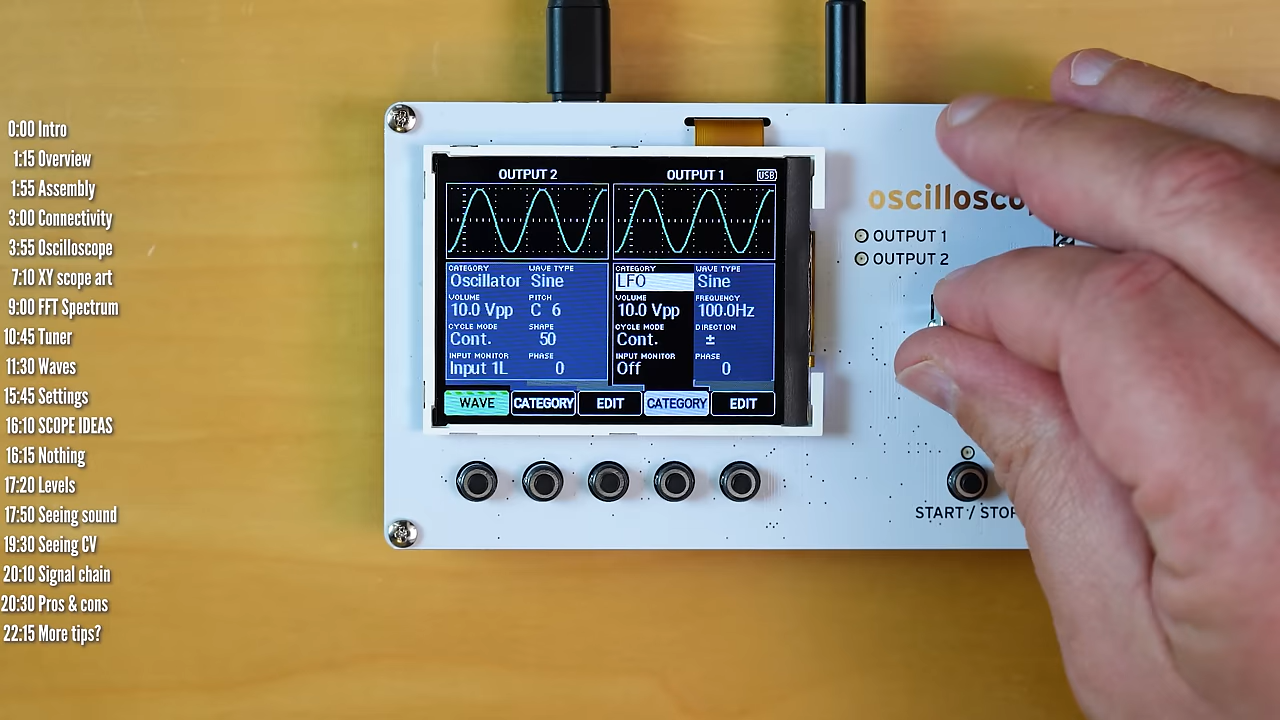 0:00 Intro
1:15 Overview
1:55 Assembly
3:00 Connectivity
3:55 Oscilloscope
7:10 XY scope art
9:00 FFT Spectrum
10:45 Tuner
11:30 Waves
15:45 Settings
16:10 SCOPE IDEAS
16:15 Nothing
17:20 Levels
17:50 Seeing sound
19:30 Seeing CV
20:10 Signal chain
20:30 Pros & cons
22:15 More tips?
OUTPUT 2 OUTPUT 1 USB
CATEGORY WAVE TYPE CATEGORY WAVE TYPE
Oscillator Sine LFO Sine
VOLUME PITCH VOLUME FREQUENCY
10.0 Vpp C 6 10.0 Vpp 100.0Hz
CYCLE MODE SHAPE CYCLE MODE DIRECTION
Cont. 50 Cont. ±
INPUT MONITOR PHASE INPUT MONITOR PHASE
Input 1L 0 Off 0
WAVE CATEGORY EDIT CATEGORY EDIT
oscillosco
OUTPUT 1
OUTPUT 2
START / STOP